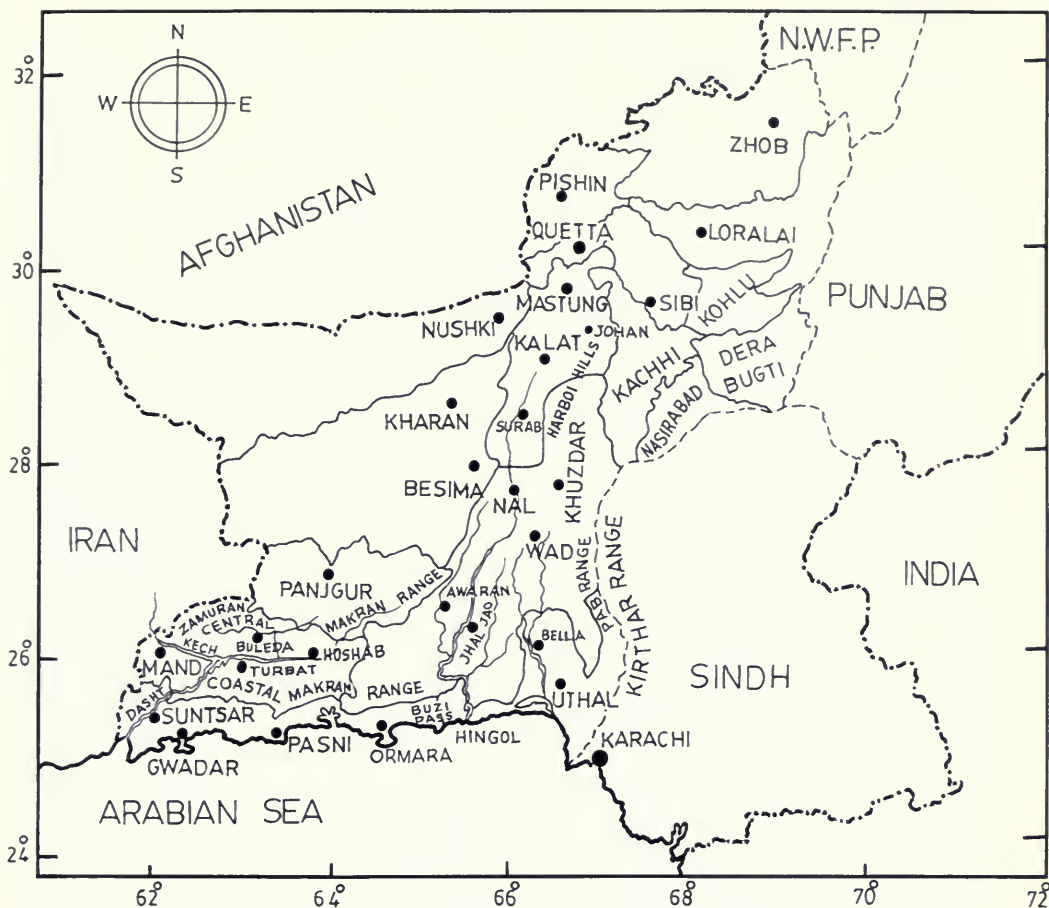 N
W E
S
N.W.F.P.
32°
30°
28°
26°
24°
AFGHANISTAN
ZHOB
PISHIN
QUETTA
LORALAI
MASTUNG
SIBI
KOHLU
PUNJAB
NUSHKI
JOHAN
KALAT
HARBOI HILLS
KACHHI
DERA
BUGTI
NASIRABAD
KHARAN
SURAB
KHUZDAR
BESIMA
NAL
WAD
IRAN
INDIA
PANJGUR
MAKRAN RANGE
AWARAN
PAB RANGE
KIRTHAR RANGE
ZAMURAN
CENTRAL
JHAL JAO
BELLA
KECH
BULEDA
HOSHAB
MAND
TURBAT
COASTAL MAKRAN RANGE
SINDH
DASHT
SUNTSAR
BUZI
PASS
UTHAL
GWADAR
PASNI
ORMARA
HINGOL
KARACHI
ARABIAN SEA
62° 64° 66° 68° 70° 72°